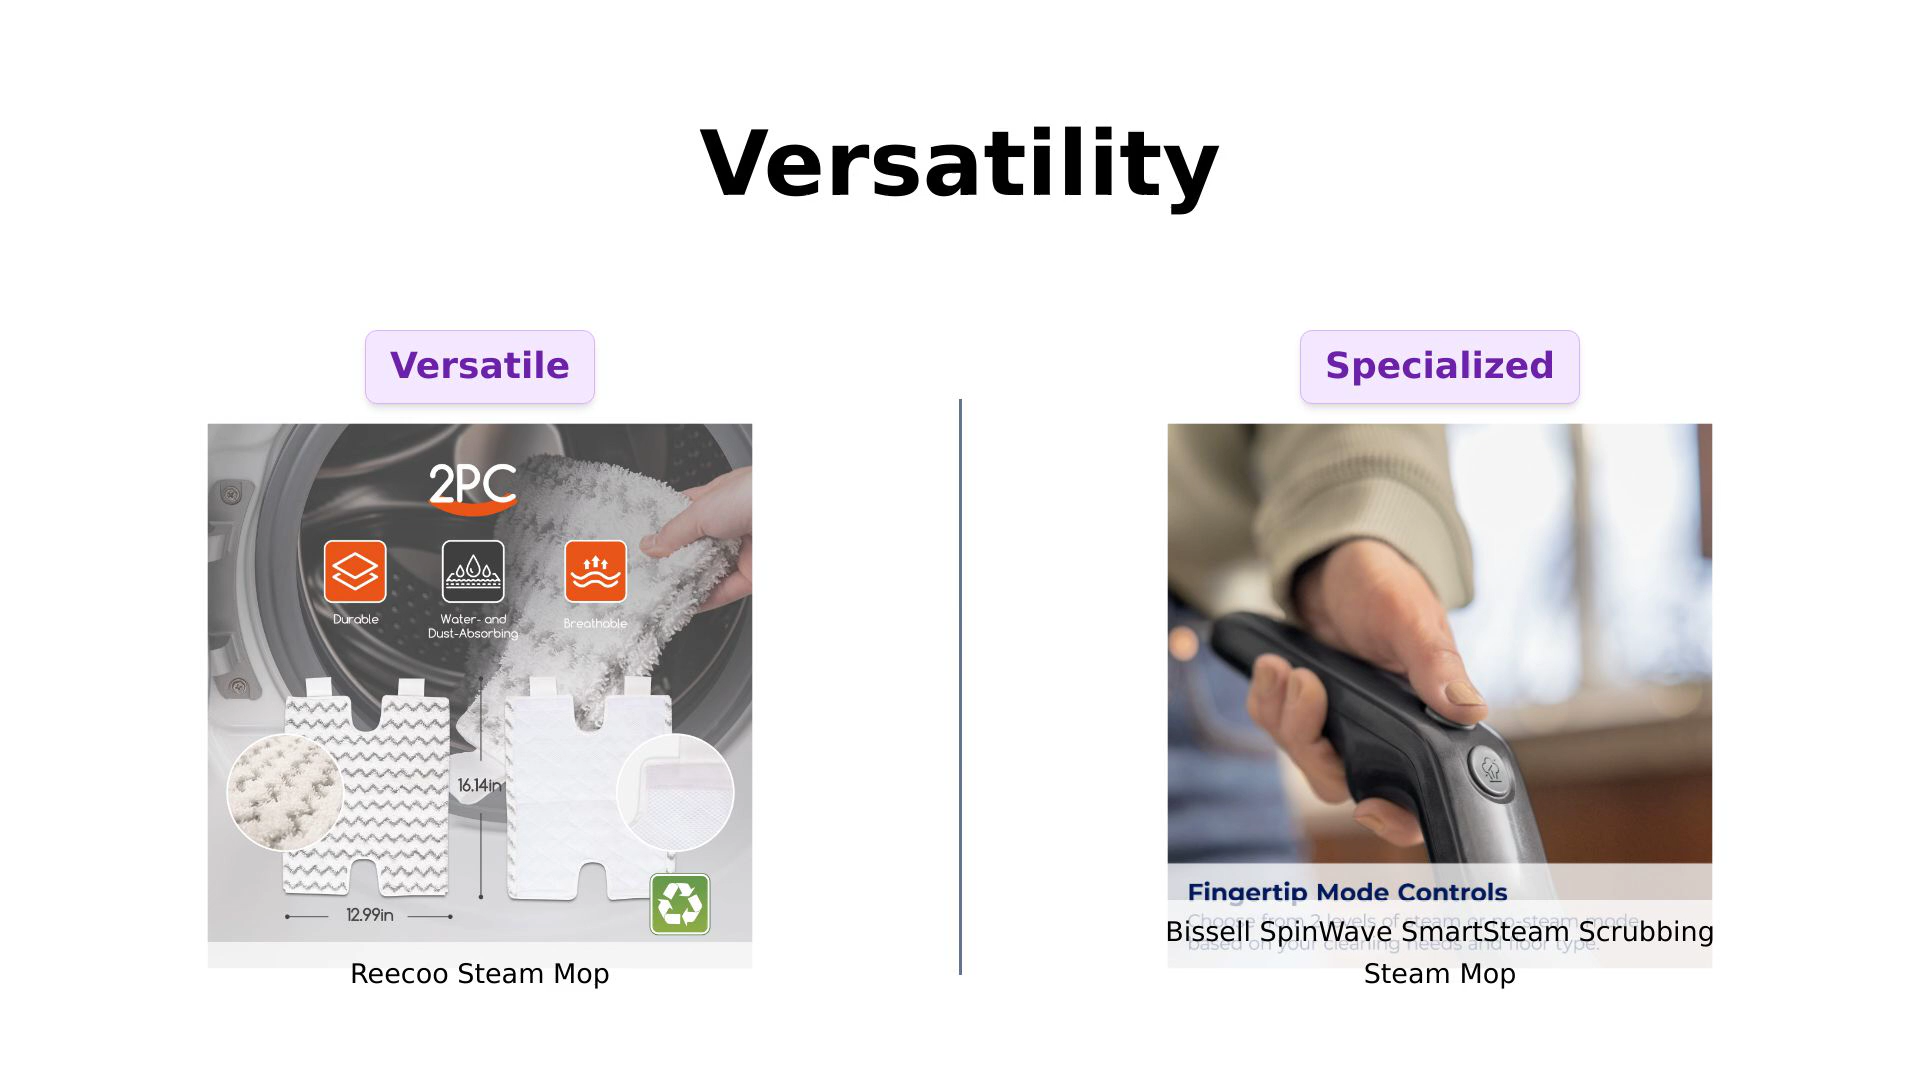 Versatility
Versatile
Specialized
2PC
Durable
Water- and
Dust-Absorbing
Breathable
16.14in
12.99in
Reecoo Steam Mop
Fingertip Mode Controls
Choose from 2 levels of steam or no-steam mode
based on your cleaning needs and floor type.
Bissell SpinWave SmartSteam Scrubbing
Steam Mop